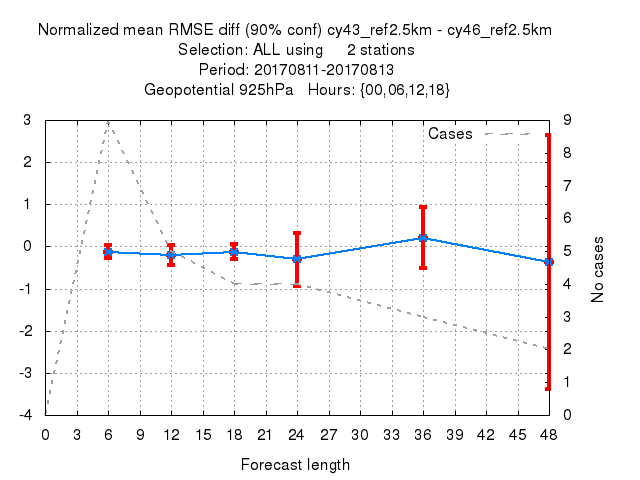 Normalized mean RMSE diff (90% conf) cy43_ref2.5km - cy46_ref2.5km
Selection: ALL using      2 stations
Period: 20170811-20170813
Geopotential 925hPa   Hours: {00,06,12,18}
Cases
3
2
1
0
-1
-2
-3
-4
9
8
7
6
5
4
3
2
1
0
No cases
0 3 6 9 12 15 18 21 24 27 30 33 36 39 42 45 48
Forecast length